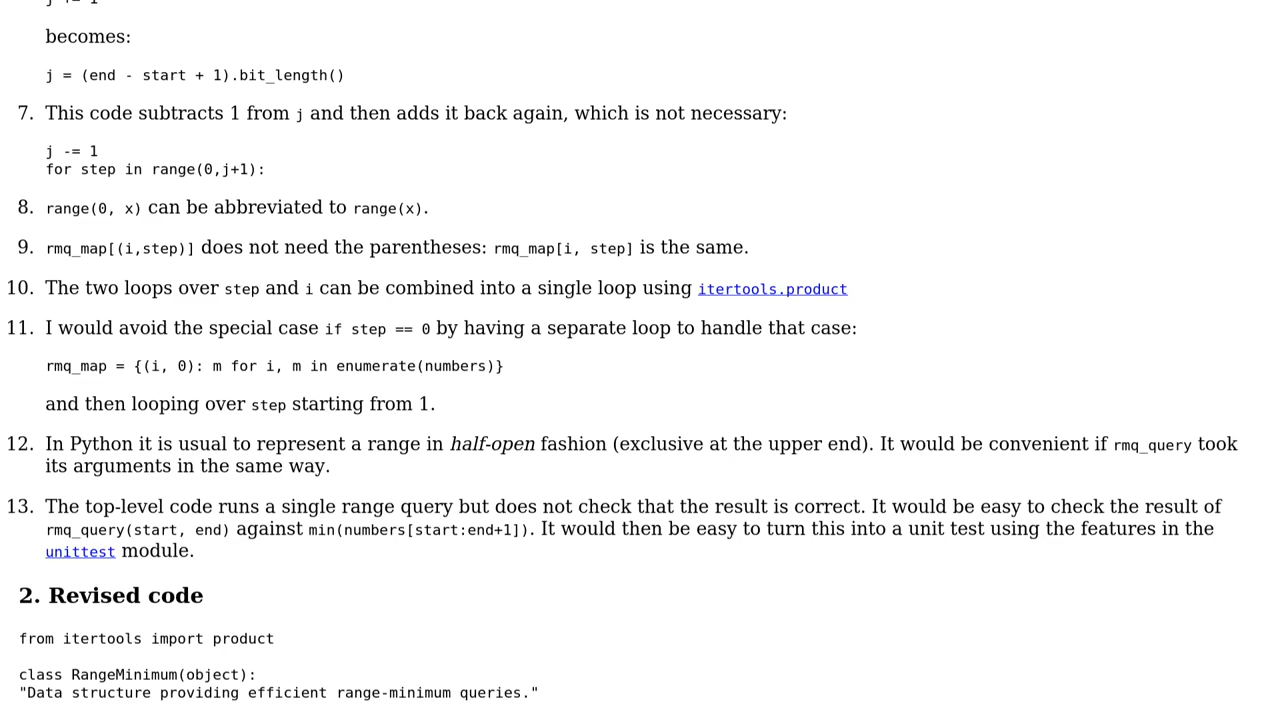 becomes:
j = (end - start + 1).bit_length()
7. This code subtracts 1 from j and then adds it back again, which is not necessary:
j -= 1
for step in range(0,j+1):
8. range(0, x) can be abbreviated to range(x).
9. rmq_map[(i,step)] does not need the parentheses: rmq_map[i, step] is the same.
10. The two loops over step and i can be combined into a single loop using itertools.product
11. I would avoid the special case if step == 0 by having a separate loop to handle that case:
rmq_map = {(i, 0): m for i, m in enumerate(numbers)}
and then looping over step starting from 1.
12. In Python it is usual to represent a range in half-open fashion (exclusive at the upper end). It would be convenient if rmq_query took
its arguments in the same way.
13. The top-level code runs a single range query but does not check that the result is correct. It would be easy to check the result of
rmq_query(start, end) against min(numbers[start:end+1]). It would then be easy to turn this into a unit test using the features in the
unittest module.
2. Revised code
from itertools import product
class RangeMinimum(object):
"Data structure providing efficient range-minimum queries."